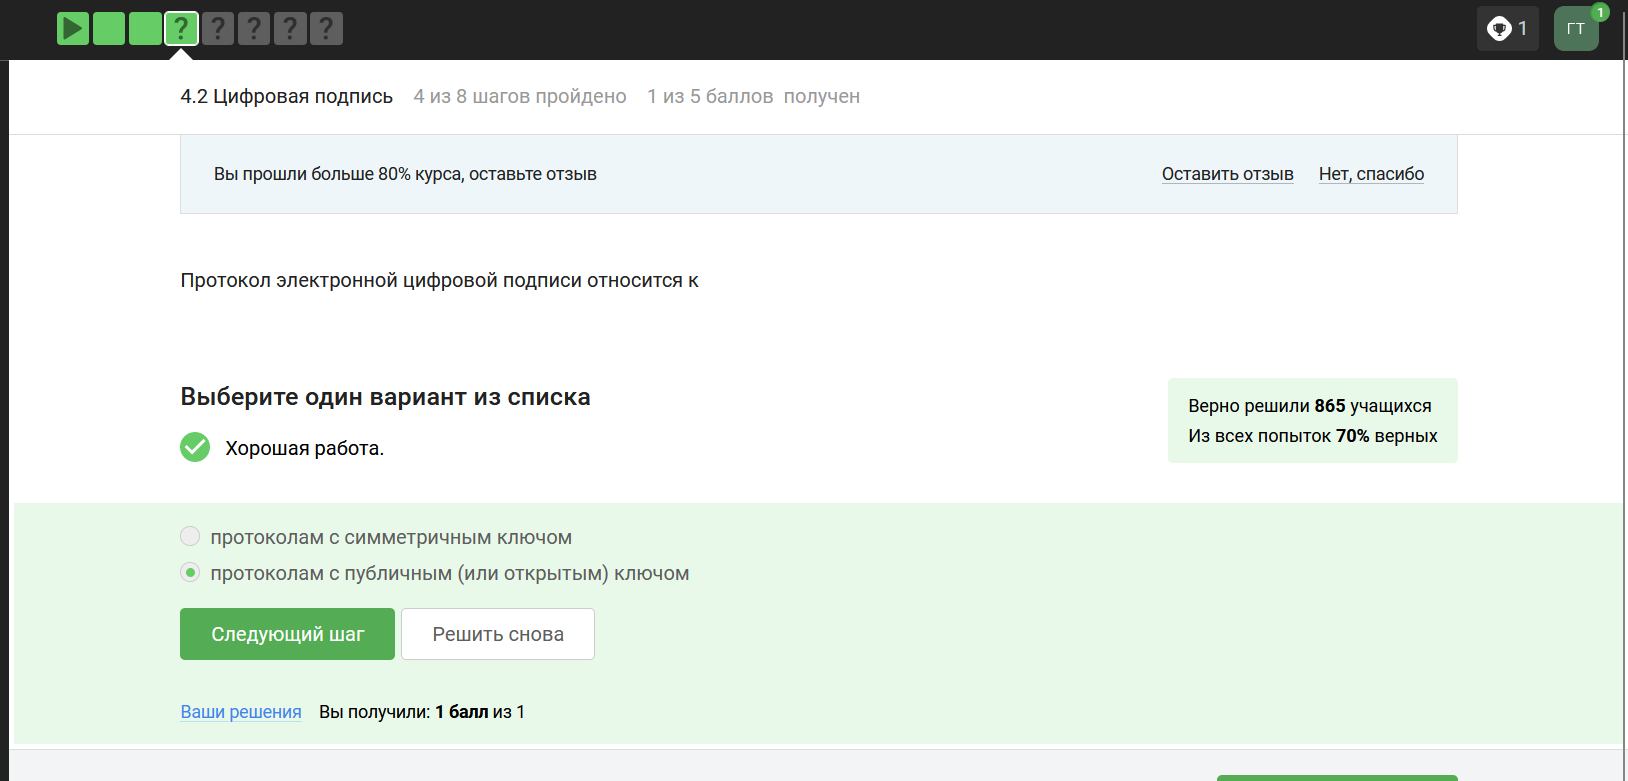 ? ? ? ? ? 1 ГТ 1
4.2 Цифровая подпись 4 из 8 шагов пройдено 1 из 5 баллов получен
Вы прошли больше 80% курса, оставьте отзыв Оставить отзыв Нет, спасибо
Протокол электронной цифровой подписи относится к
Выберите один вариант из списка
Верно решили 865 учащихся
Из всех попыток 70% верных
Хорошая работа.
протоколам с симметричным ключом
протоколам с публичным (или открытым) ключом
Следующий шаг Решить снова
Ваши решения Вы получили: 1 балл из 1